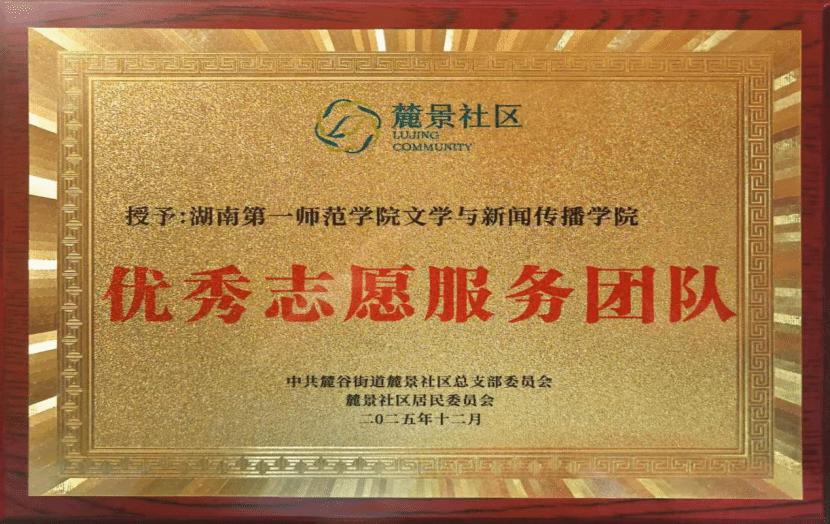 麓景社区
LUJING
COMMUNITY
授予:湖南第一师范学院文学与新闻传播学院
优秀志愿服务团队
中共麓谷街道麓景社区总支部委员会
麓景社区居民委员会
二〇二五年十二月